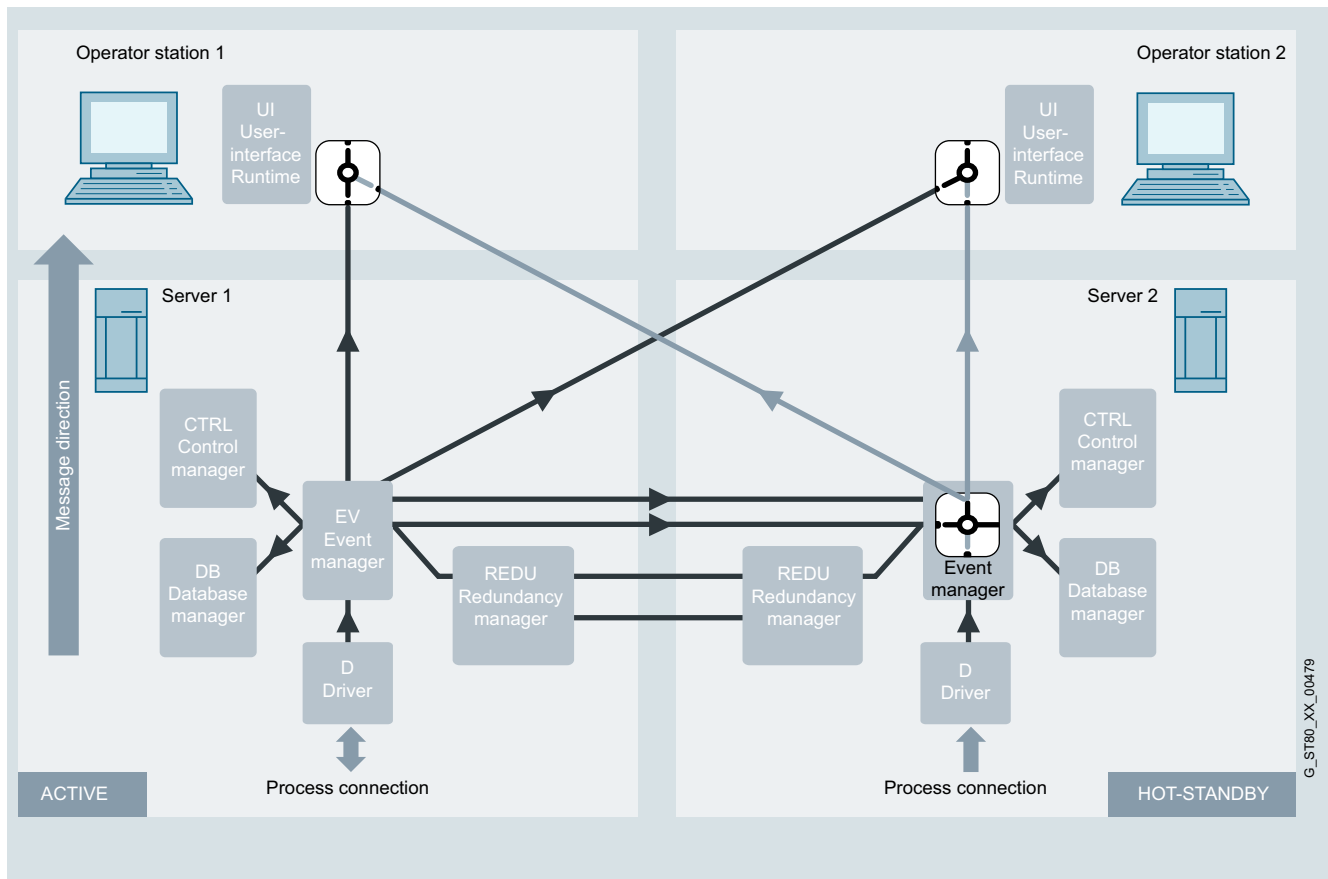 Operator station 1
UI
User-
interface
Runtime
Operator station 2
UI
User-
interface
Runtime
Message direction
Server 1
CTRL
Control
manager
DB
Database
manager
EV
Event
manager
REDU
Redundancy
manager
D
Driver
Process connection
ACTIVE
Server 2
REDU
Redundancy
manager
Event
manager
CTRL
Control
manager
DB
Database
manager
D
Driver
Process connection
HOT-STANDBY
G_ST80_XX_00479